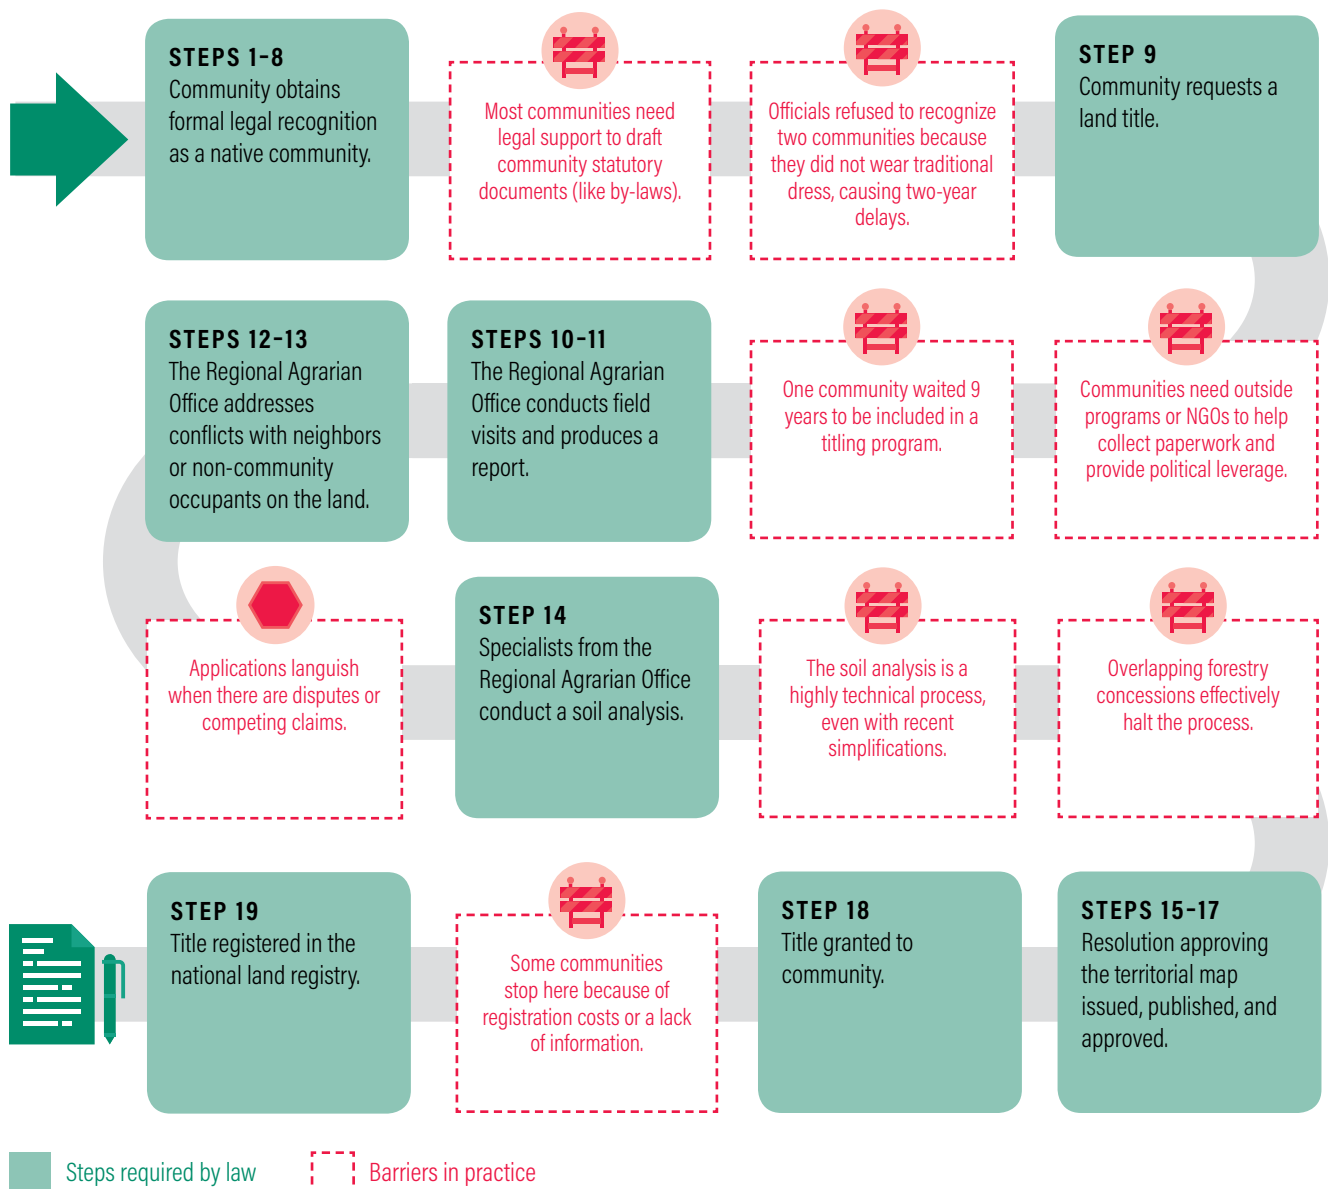 STEPS 1-8
Community obtains
formal legal recognition
as a native community.
Most communities need
legal support to draft
community statutory
documents (like by-laws).
Officials refused to recognize
two communities because
they did not wear traditional
dress, causing two-year
delays.
STEP 9
Community requests a
land title.
STEPS 12-13
The Regional Agrarian
Office addresses
conflicts with neighbors
or non-community
occupants on the land.
STEPS 10-11
The Regional Agrarian
Office conducts field
visits and produces a
report.
One community waited 9
years to be included in a
titling program.
Communities need outside
programs or NGOs to help
collect paperwork and
provide political leverage.
Applications languish
when there are disputes or
competing claims.
STEP 14
Specialists from the
Regional Agrarian Office
conduct a soil analysis.
The soil analysis is a
highly technical process,
even with recent
simplifications.
Overlapping forestry
concessions effectively
halt the process.
STEP 19
Title registered in the
national land registry.
Some communities
stop here because of
registration costs or a lack
of information.
STEP 18
Title granted to
community.
STEPS 15-17
Resolution approving
the territorial map
issued, published, and
approved.
Steps required by law
Barriers in practice